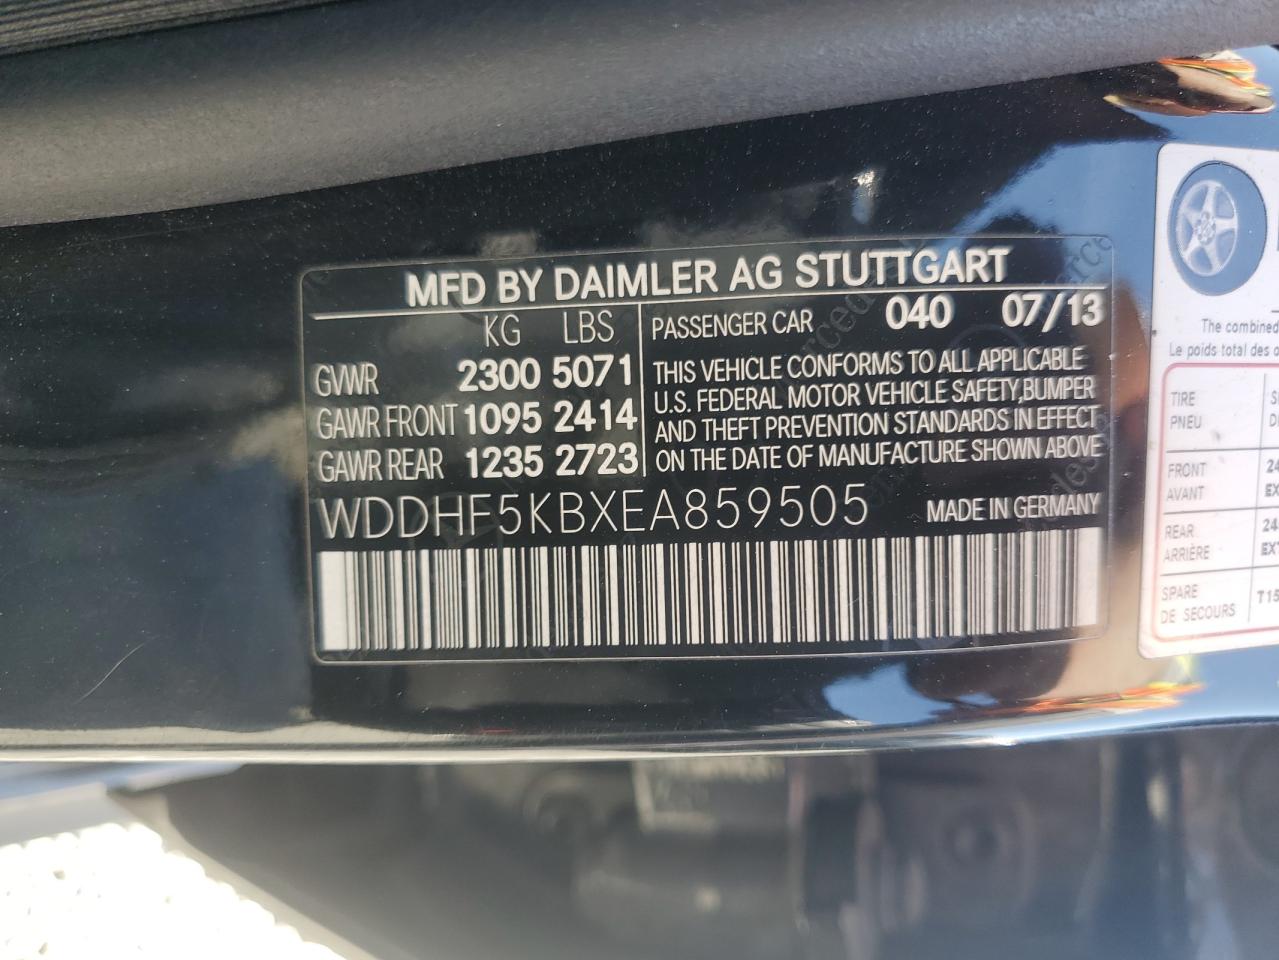 MFD BY DAIMLER AG STUTTGART
KG LBS
GVWR 2300 5071
GAWR FRONT 1095 2414
GAWR REAR 1235 2723
PASSENGER CAR 040 07/13
THIS VEHICLE CONFORMS TO ALL APPLICABLE
U.S. FEDERAL MOTOR VEHICLE SAFETY,BUMPER
AND THEFT PREVENTION STANDARDS IN EFFECT
ON THE DATE OF MANUFACTURE SHOWN ABOVE
WDDHF5KBXEA859505 MADE IN GERMANY
The combined
Le poids total des
TIRE
PNEU
FRONT
AVANT
REAR
ARRIÈRE
SPARE
DE SECOURS
T15